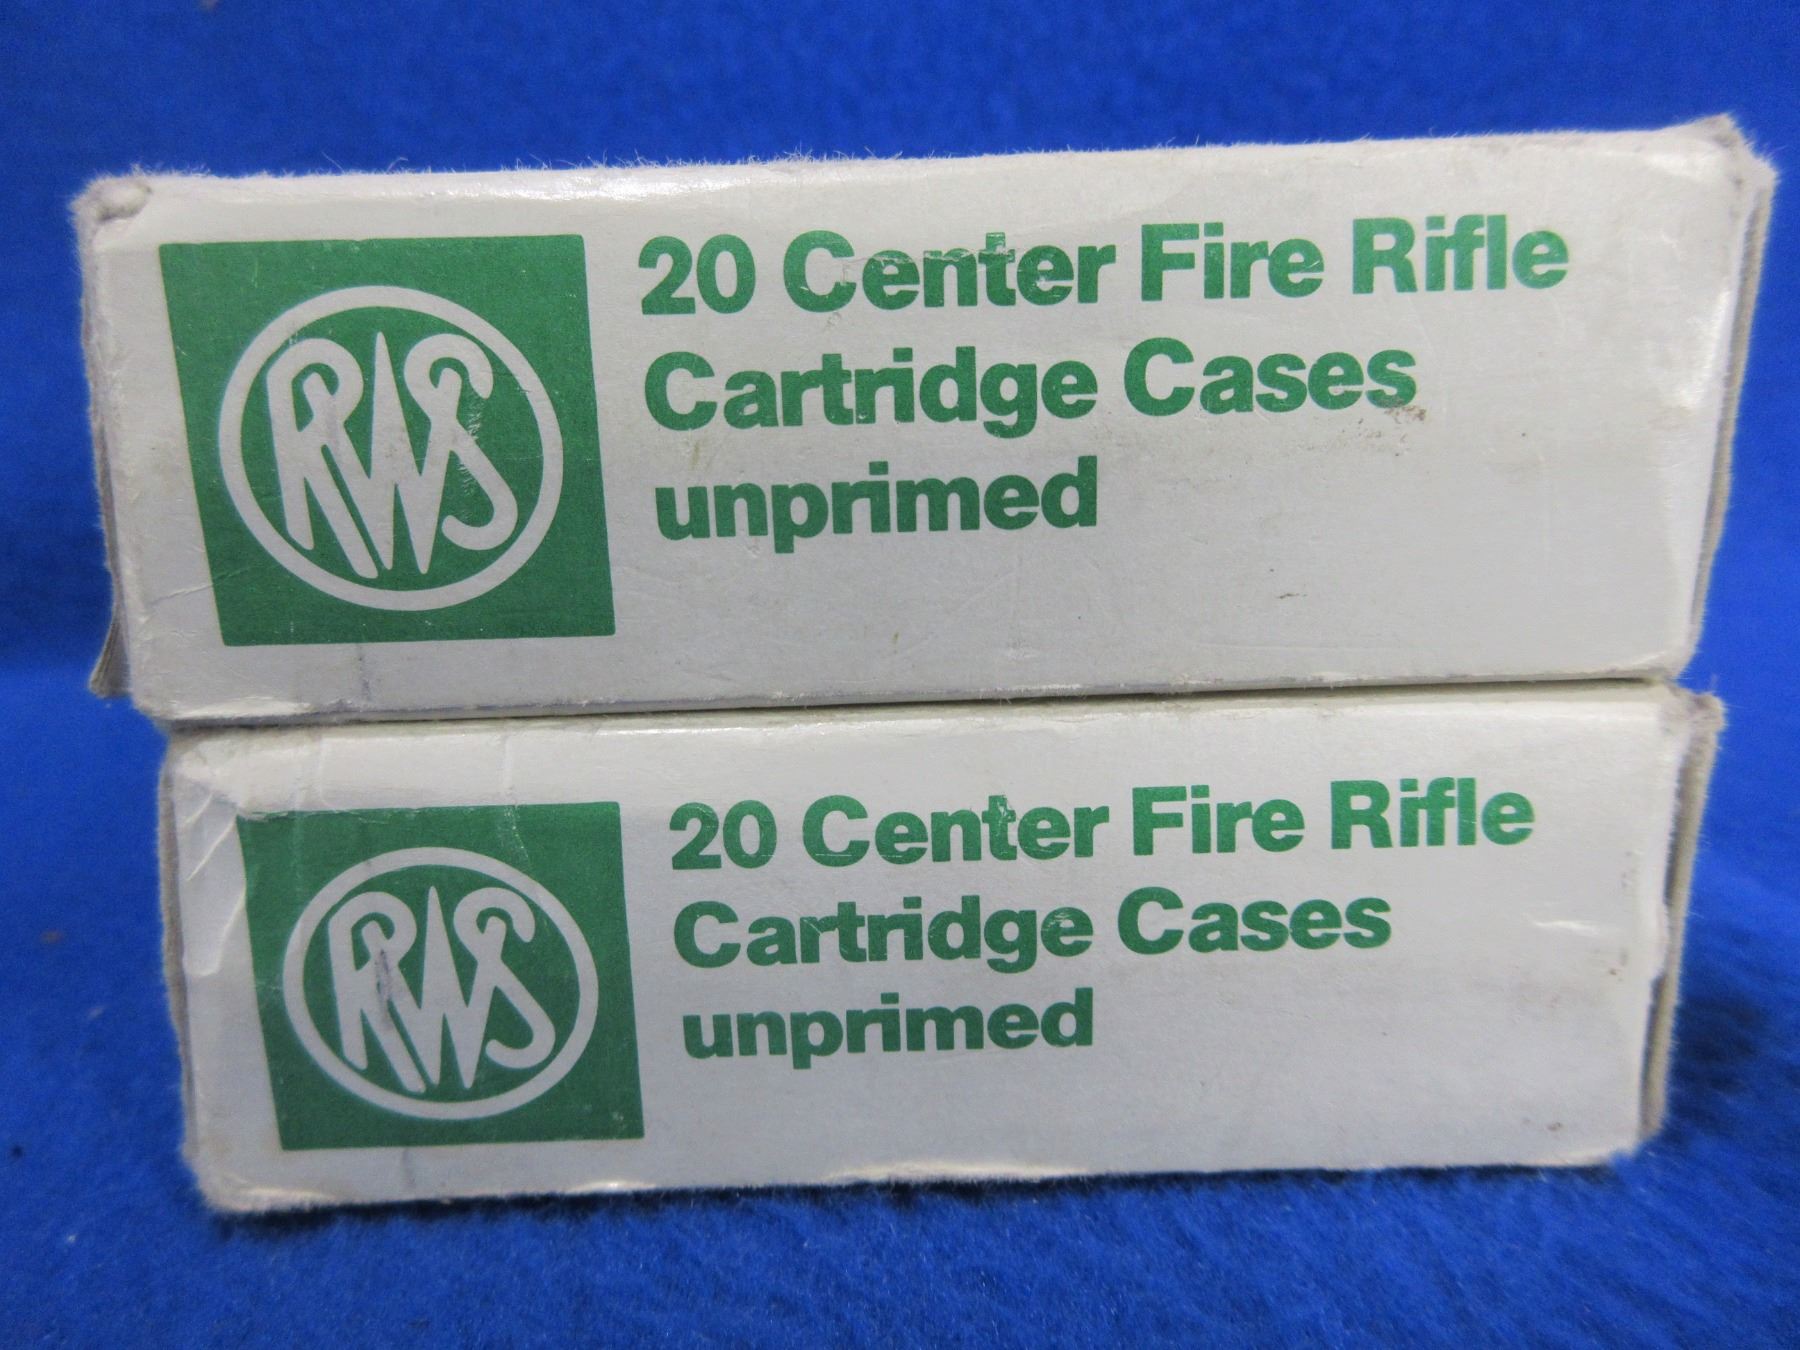 RWS
20 Center Fire Rifle
Cartridge Cases
unprimed
RWS
20 Center Fire Rifle
Cartridge Cases
unprimed